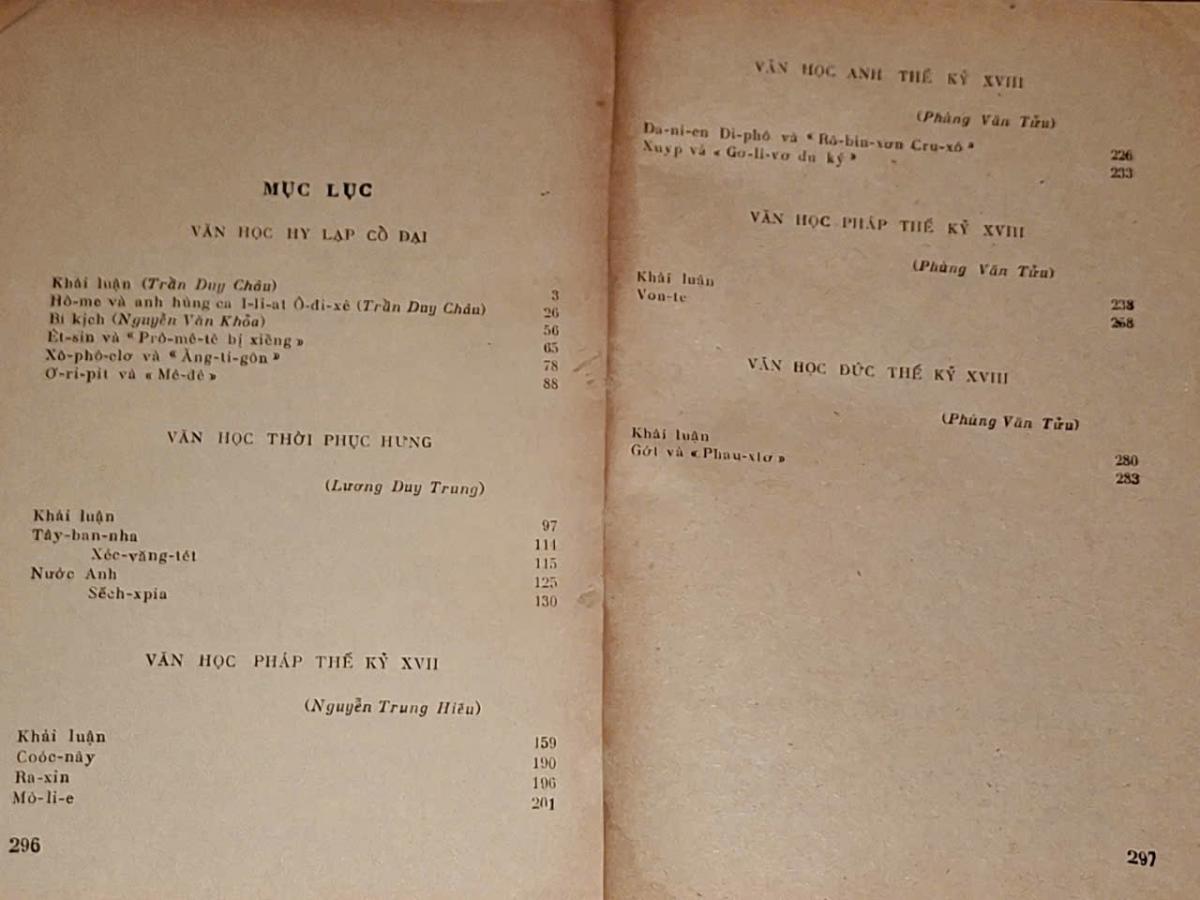 MỤC LỤC
VĂN HỌC HY LẠP CỔ ĐẠI
Khái luận (Trần Duy Châu) 3
Hô-me và anh hùng ca I-li-at Ô-đi-xê (Trần Duy Châu) 26
Bi kịch (Nguyễn Văn Khỏa) 56
Ét-sin và « Prô-mê-tê bị xiềng » 65
Xô-phô-clơ và « Ăng-ti-gôn » 78
Ơ-ri-pit và « Mê-đê » 88
VĂN HỌC THỜI PHỤC HƯNG
(Lương Duy Trung)
Khái luận 97
Tây-ban-nha 111
Xéc-văng-tét 115
Nước Anh 125
Sếch-xpia 130
VĂN HỌC PHÁP THẾ KỶ XVII
(Nguyễn Trung Hiếu)
Khải luận 159
Coóc-nây 190
Ra-xin 196
Mô-li-e 201
296
VĂN HỌC ANH THẾ KỶ XVIII
(Phùng Văn Tửu)
Đa-ni-en Đi-phô và « Rô-bin-xơn Cru-xô » 226
Xuyp và « Gơ-li-vơ du ký » 233
VĂN HỌC PHÁP THẾ KỶ XVIII
(Phùng Văn Tửu)
Khái luận 238
Von-te 268
VĂN HỌC ĐỨC THẾ KỶ XVIII
(Phùng Văn Tửu)
Khái luận 280
Gớt và « Phau-xtơ » 283
297